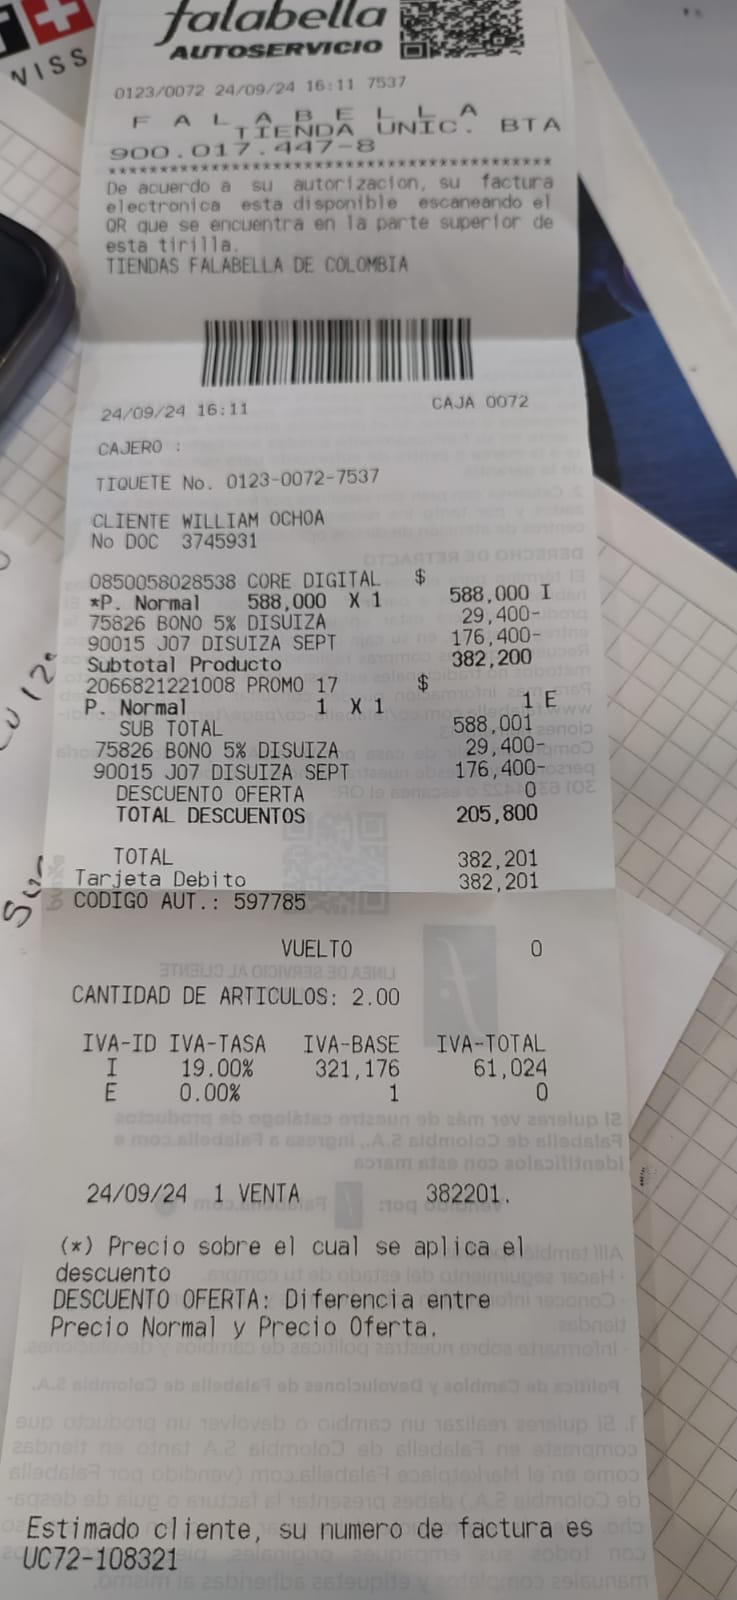 WISS
falabella
AUTOSERVICIO
0123/0072 24/09/24 16:11 7537
F A L A B E L L A
TIENDA UNIC. BTA
900.017.447-8
******************************************
De acuerdo a su autorizacion, su factura
electronica esta disponible escaneando el
QR que se encuentra en la parte superior de
esta tirilla.
TIENDAS FALABELLA DE COLOMBIA
24/09/24 16:11 CAJA 0072
CAJERO :
TIQUETE No. 0123-0072-7537
CLIENTE WILLIAM OCHOA
No DOC 3745931
0850058028538 CORE DIGITAL $
*P. Normal 588,000 X 1 588,000 I
75826 BONO 5% DISUIZA 29,400-
90015 J07 DISUIZA SEPT 176,400-
Subtotal Producto 382,200
2066821221008 PROMO 17 $
P. Normal 1 X 1 1 E
SUB TOTAL 588,001
75826 BONO 5% DISUIZA 29,400-
90015 J07 DISUIZA SEPT 176,400-
DESCUENTO OFERTA 0
TOTAL DESCUENTOS 205,800
TOTAL 382,201
Tarjeta Debito 382,201
CODIGO AUT.: 597785
VUELTO 0
CANTIDAD DE ARTICULOS: 2.00
IVA-ID IVA-TASA IVA-BASE IVA-TOTAL
I 19.00% 321,176 61,024
E 0.00% 1 0
24/09/24 1 VENTA 382201.
(*) Precio sobre el cual se aplica el
descuento
DESCUENTO OFERTA: Diferencia entre
Precio Normal y Precio Oferta.
Estimado cliente, su numero de factura es
UC72-108321